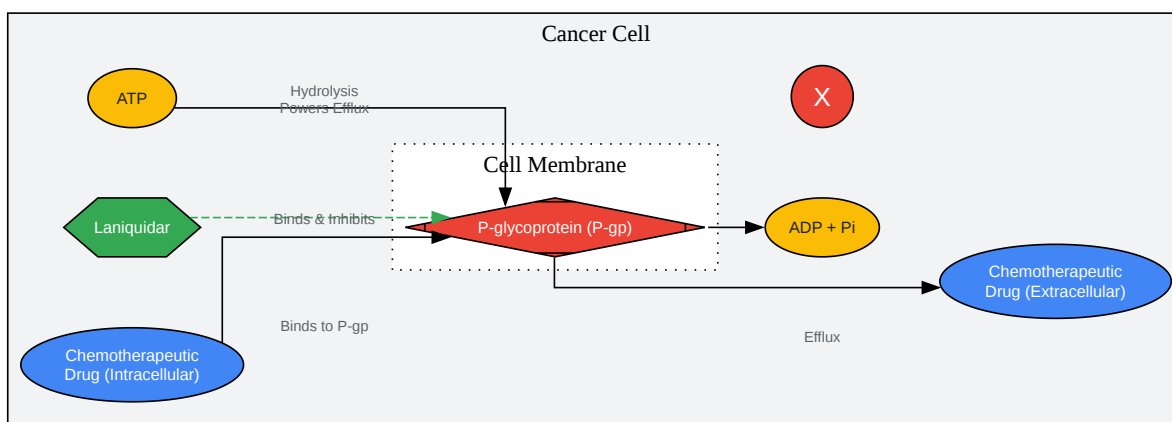 Cancer Cell
ATP
Hydrolysis
Powers Efflux
X
Cell Membrane
Laniquidar
Binds & Inhibits
P-glycoprotein (P-gp)
ADP + Pi
Chemotherapeutic
Drug (Extracellular)
Binds to P-gp
Efflux
Chemotherapeutic
Drug (Intracellular)